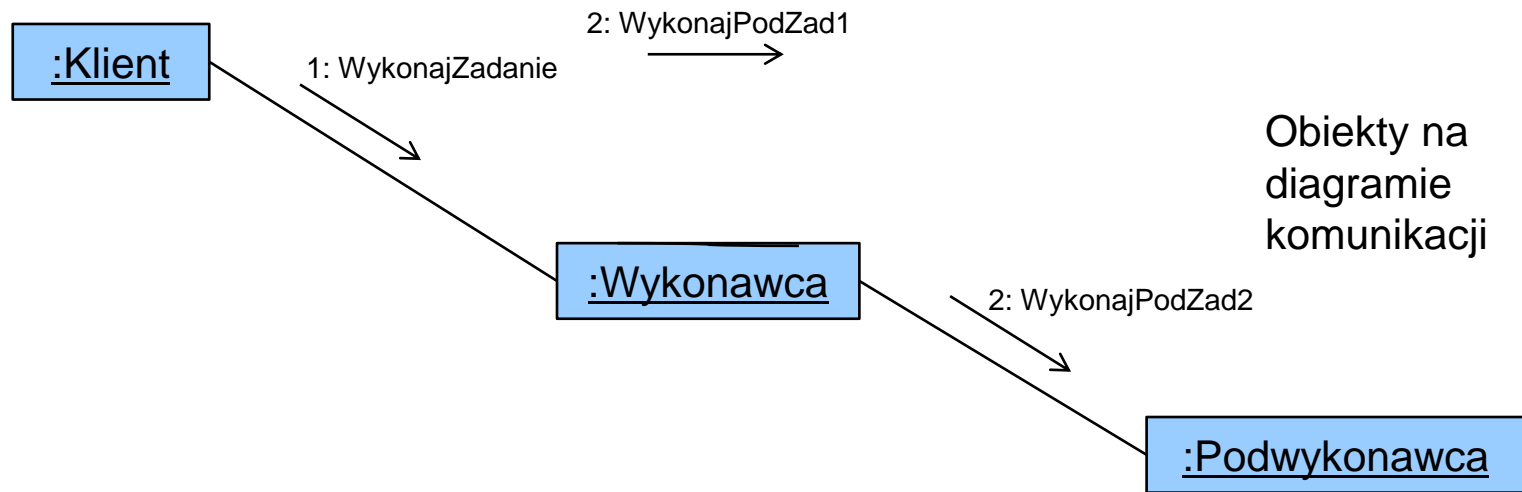 2: WykonajPodZad1
:Klient
1: WykonajZadanie
Obiekty na
diagramie
komunikacji
:Wykonawca
2: WykonajPodZad2
:Podwykonawca